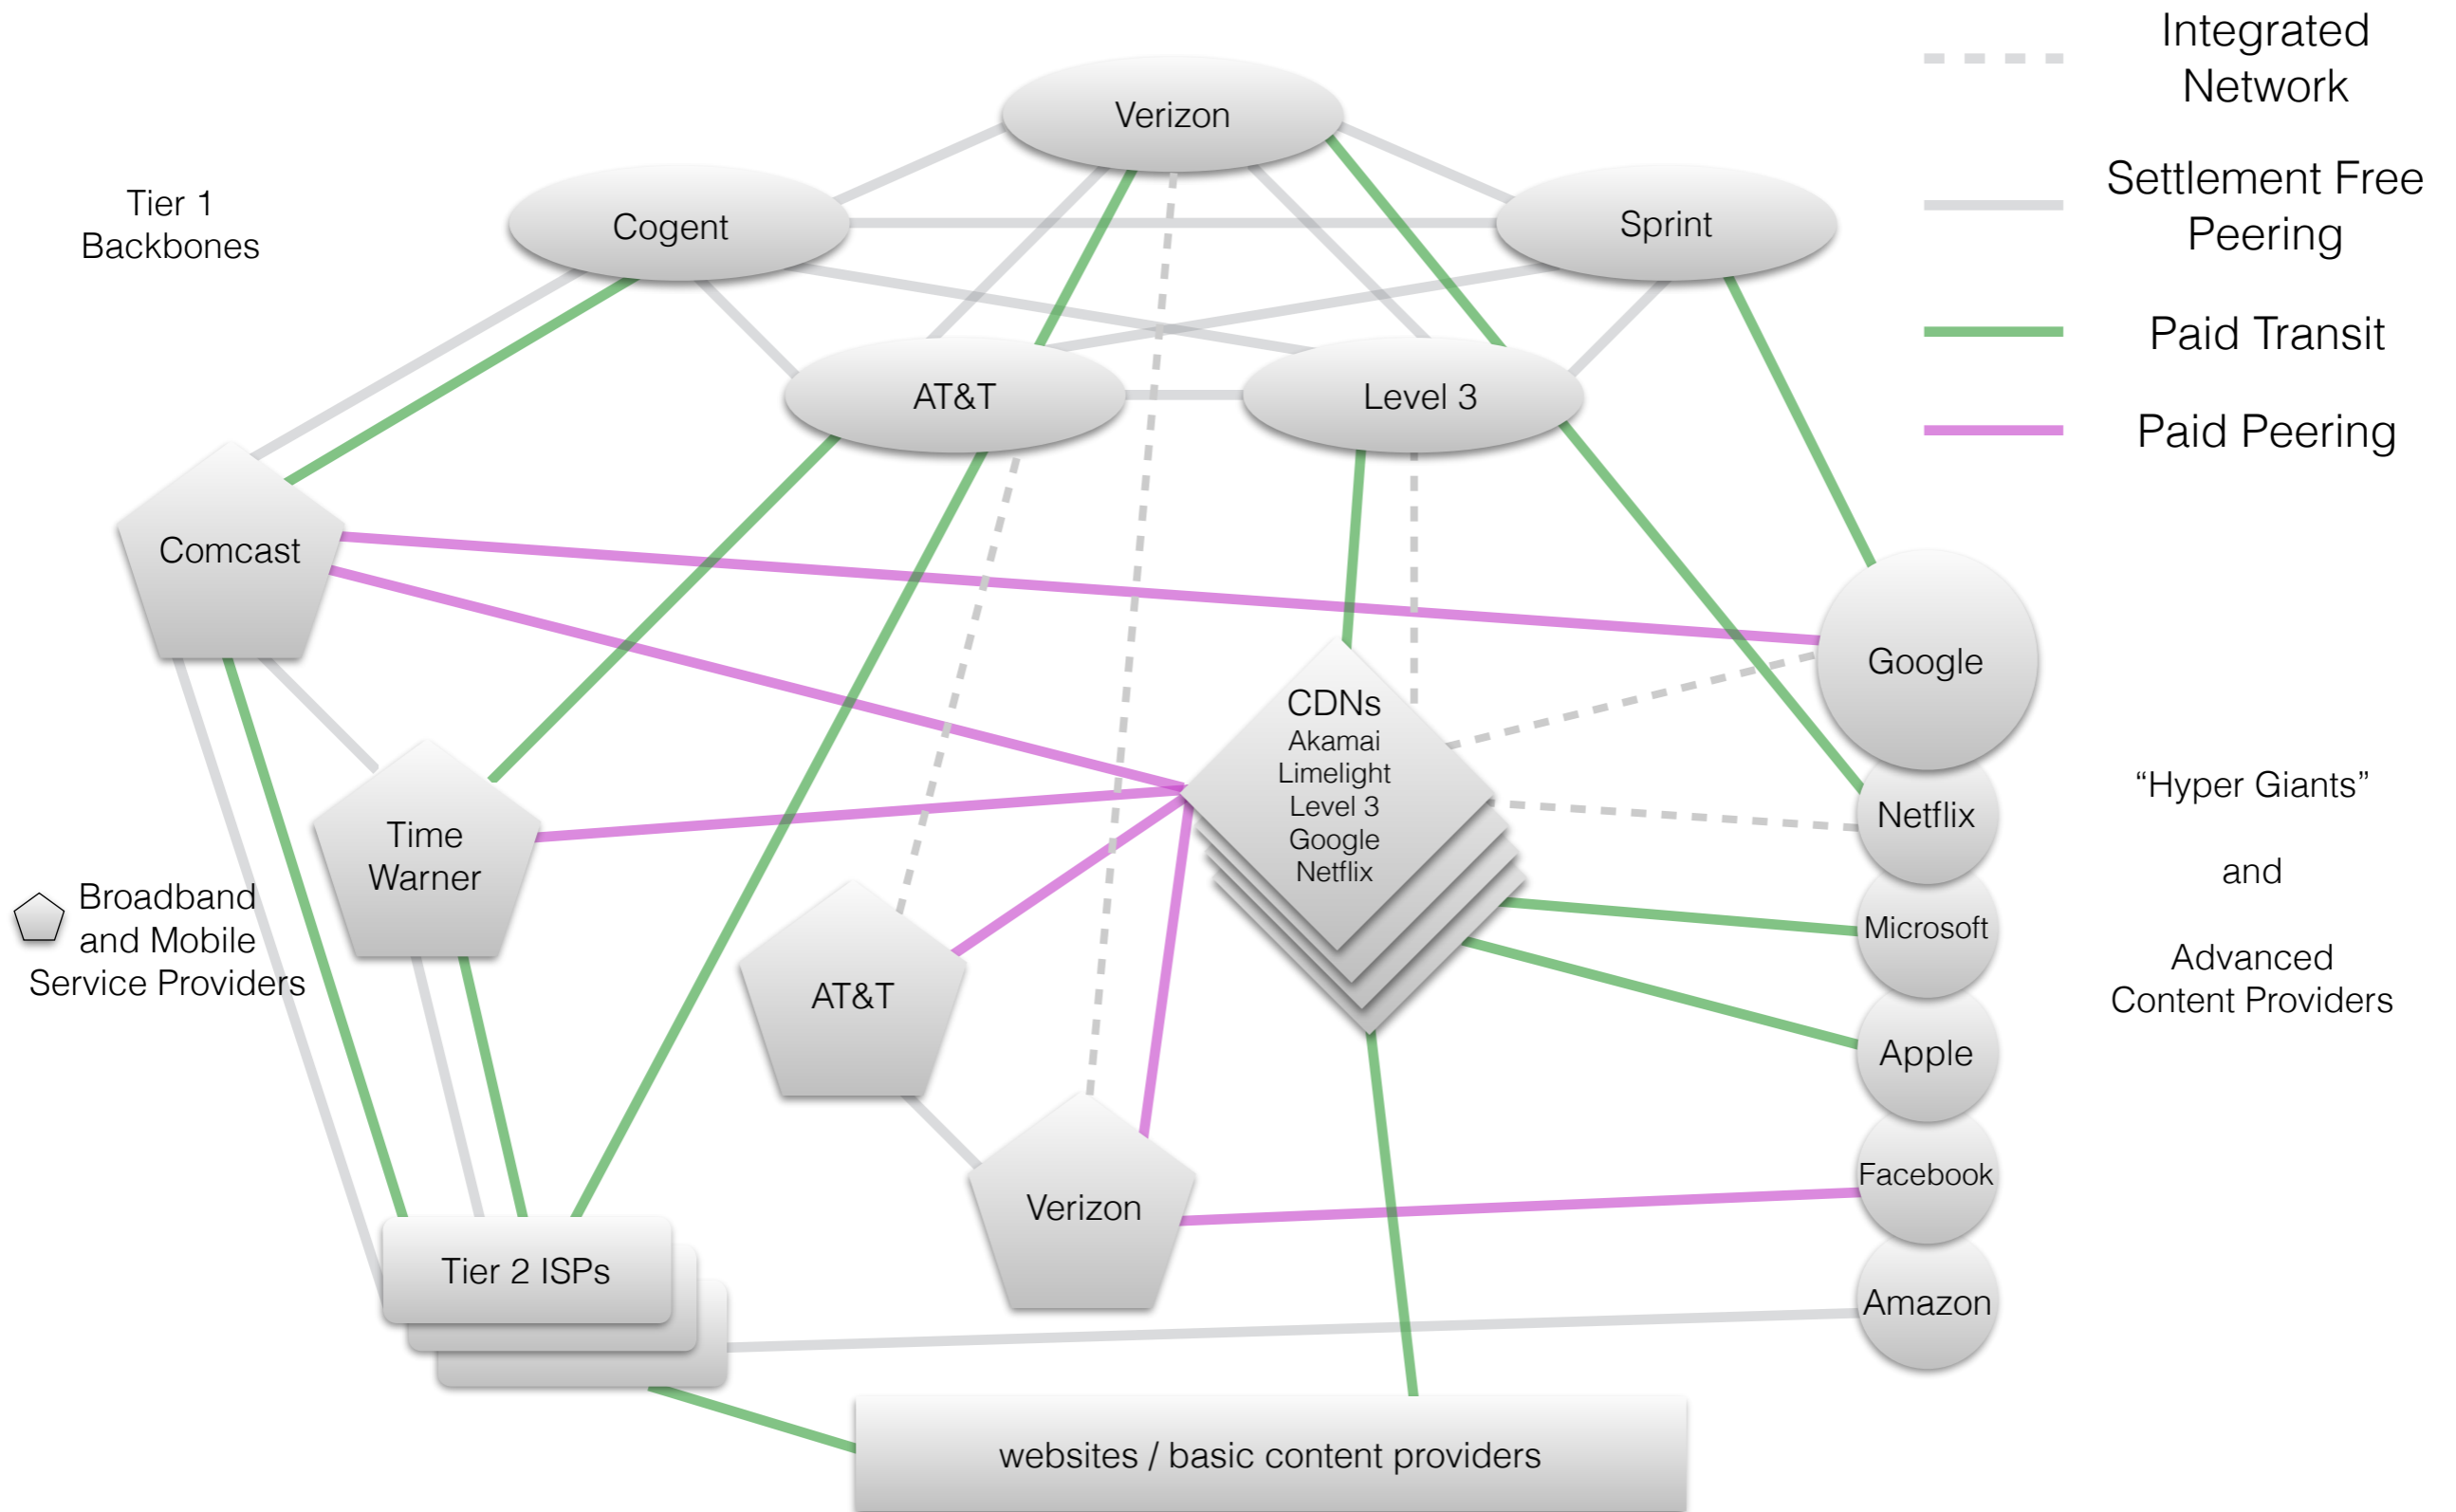 Integrated
Network
Settlement Free
Peering
Paid Transit
Paid Peering
Tier 1
Backbones
Verizon
Cogent
Sprint
AT&T
Level 3
Comcast
Google
CDNs
Akamai
Limelight
Level 3
Google
Netflix
Time
Warner
Netflix
“Hyper Giants”
and
Advanced
Content Providers
Broadband
and Mobile
Service Providers
Microsoft
AT&T
Apple
Verizon
Facebook
Tier 2 ISPs
Amazon
websites / basic content providers